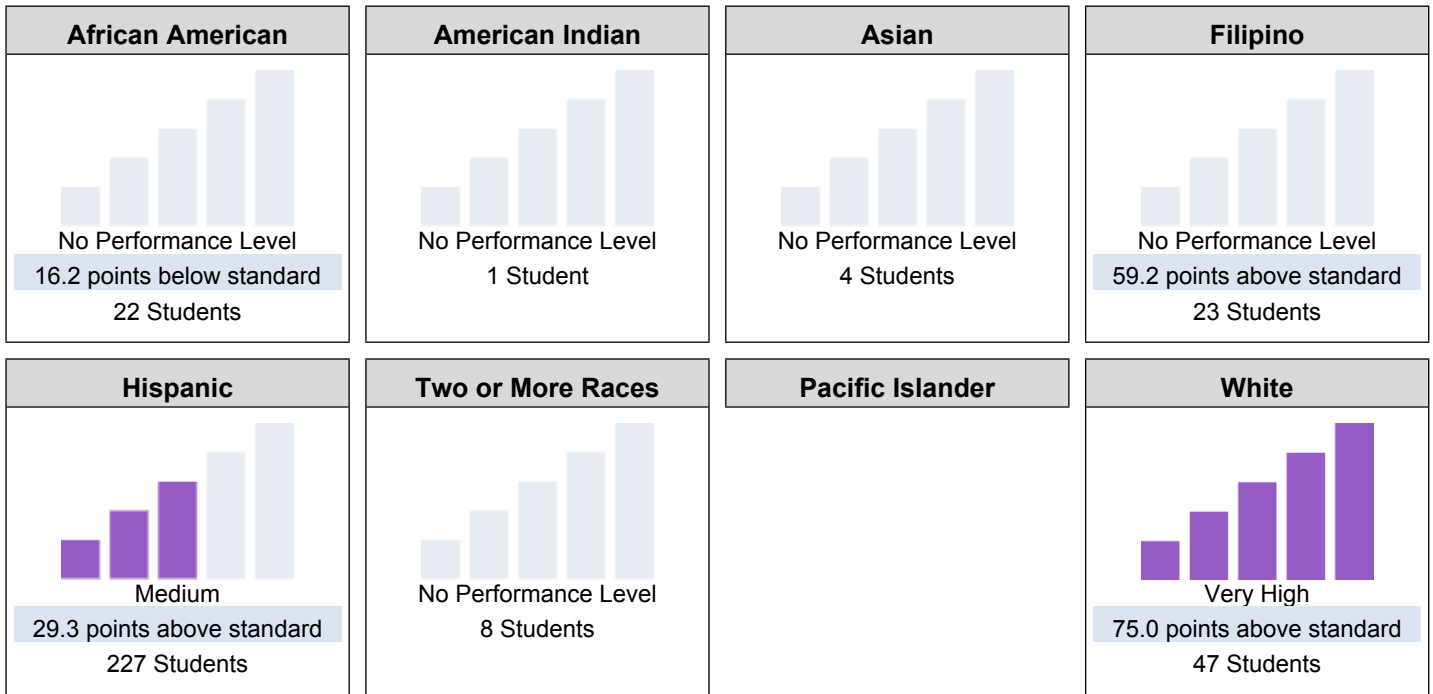 African American
No Performance Level
16.2 points below standard
22 Students
American Indian
No Performance Level
1 Student
Asian
No Performance Level
4 Students
Filipino
No Performance Level
59.2 points above standard
23 Students
Hispanic
Medium
29.3 points above standard
227 Students
Two or More Races
No Performance Level
8 Students
Pacific Islander
White
Very High
75.0 points above standard
47 Students